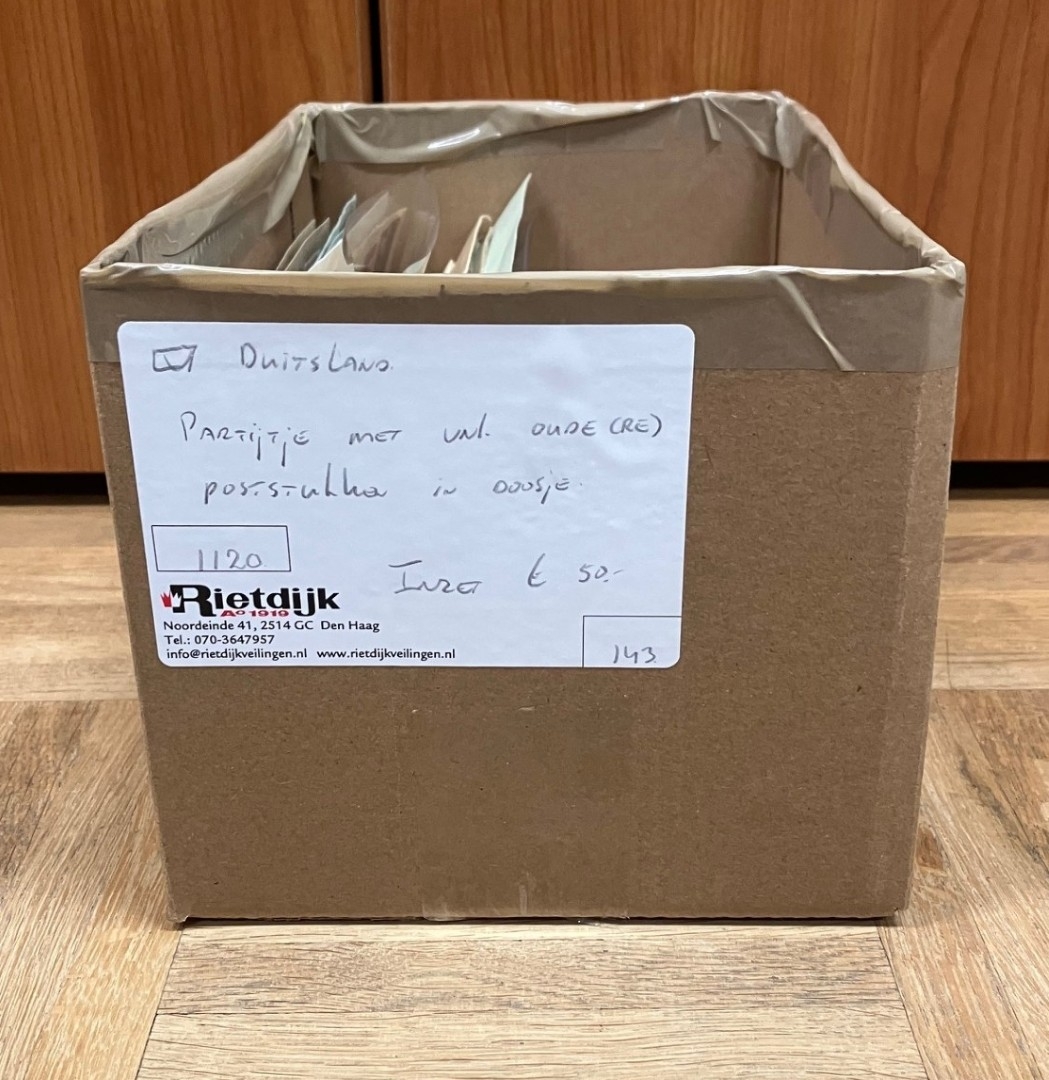 Duitsland.
Partijtje met vnl. oude(re)
poststukken in doosje.
1120
Inzet € 50.-
Rietdijk
Aº 1919
Noordeinde 41, 2514 GC Den Haag
Tel.: 070-3647957
info@rietdijkveilingen.nl www.rietdijkveilingen.nl
143